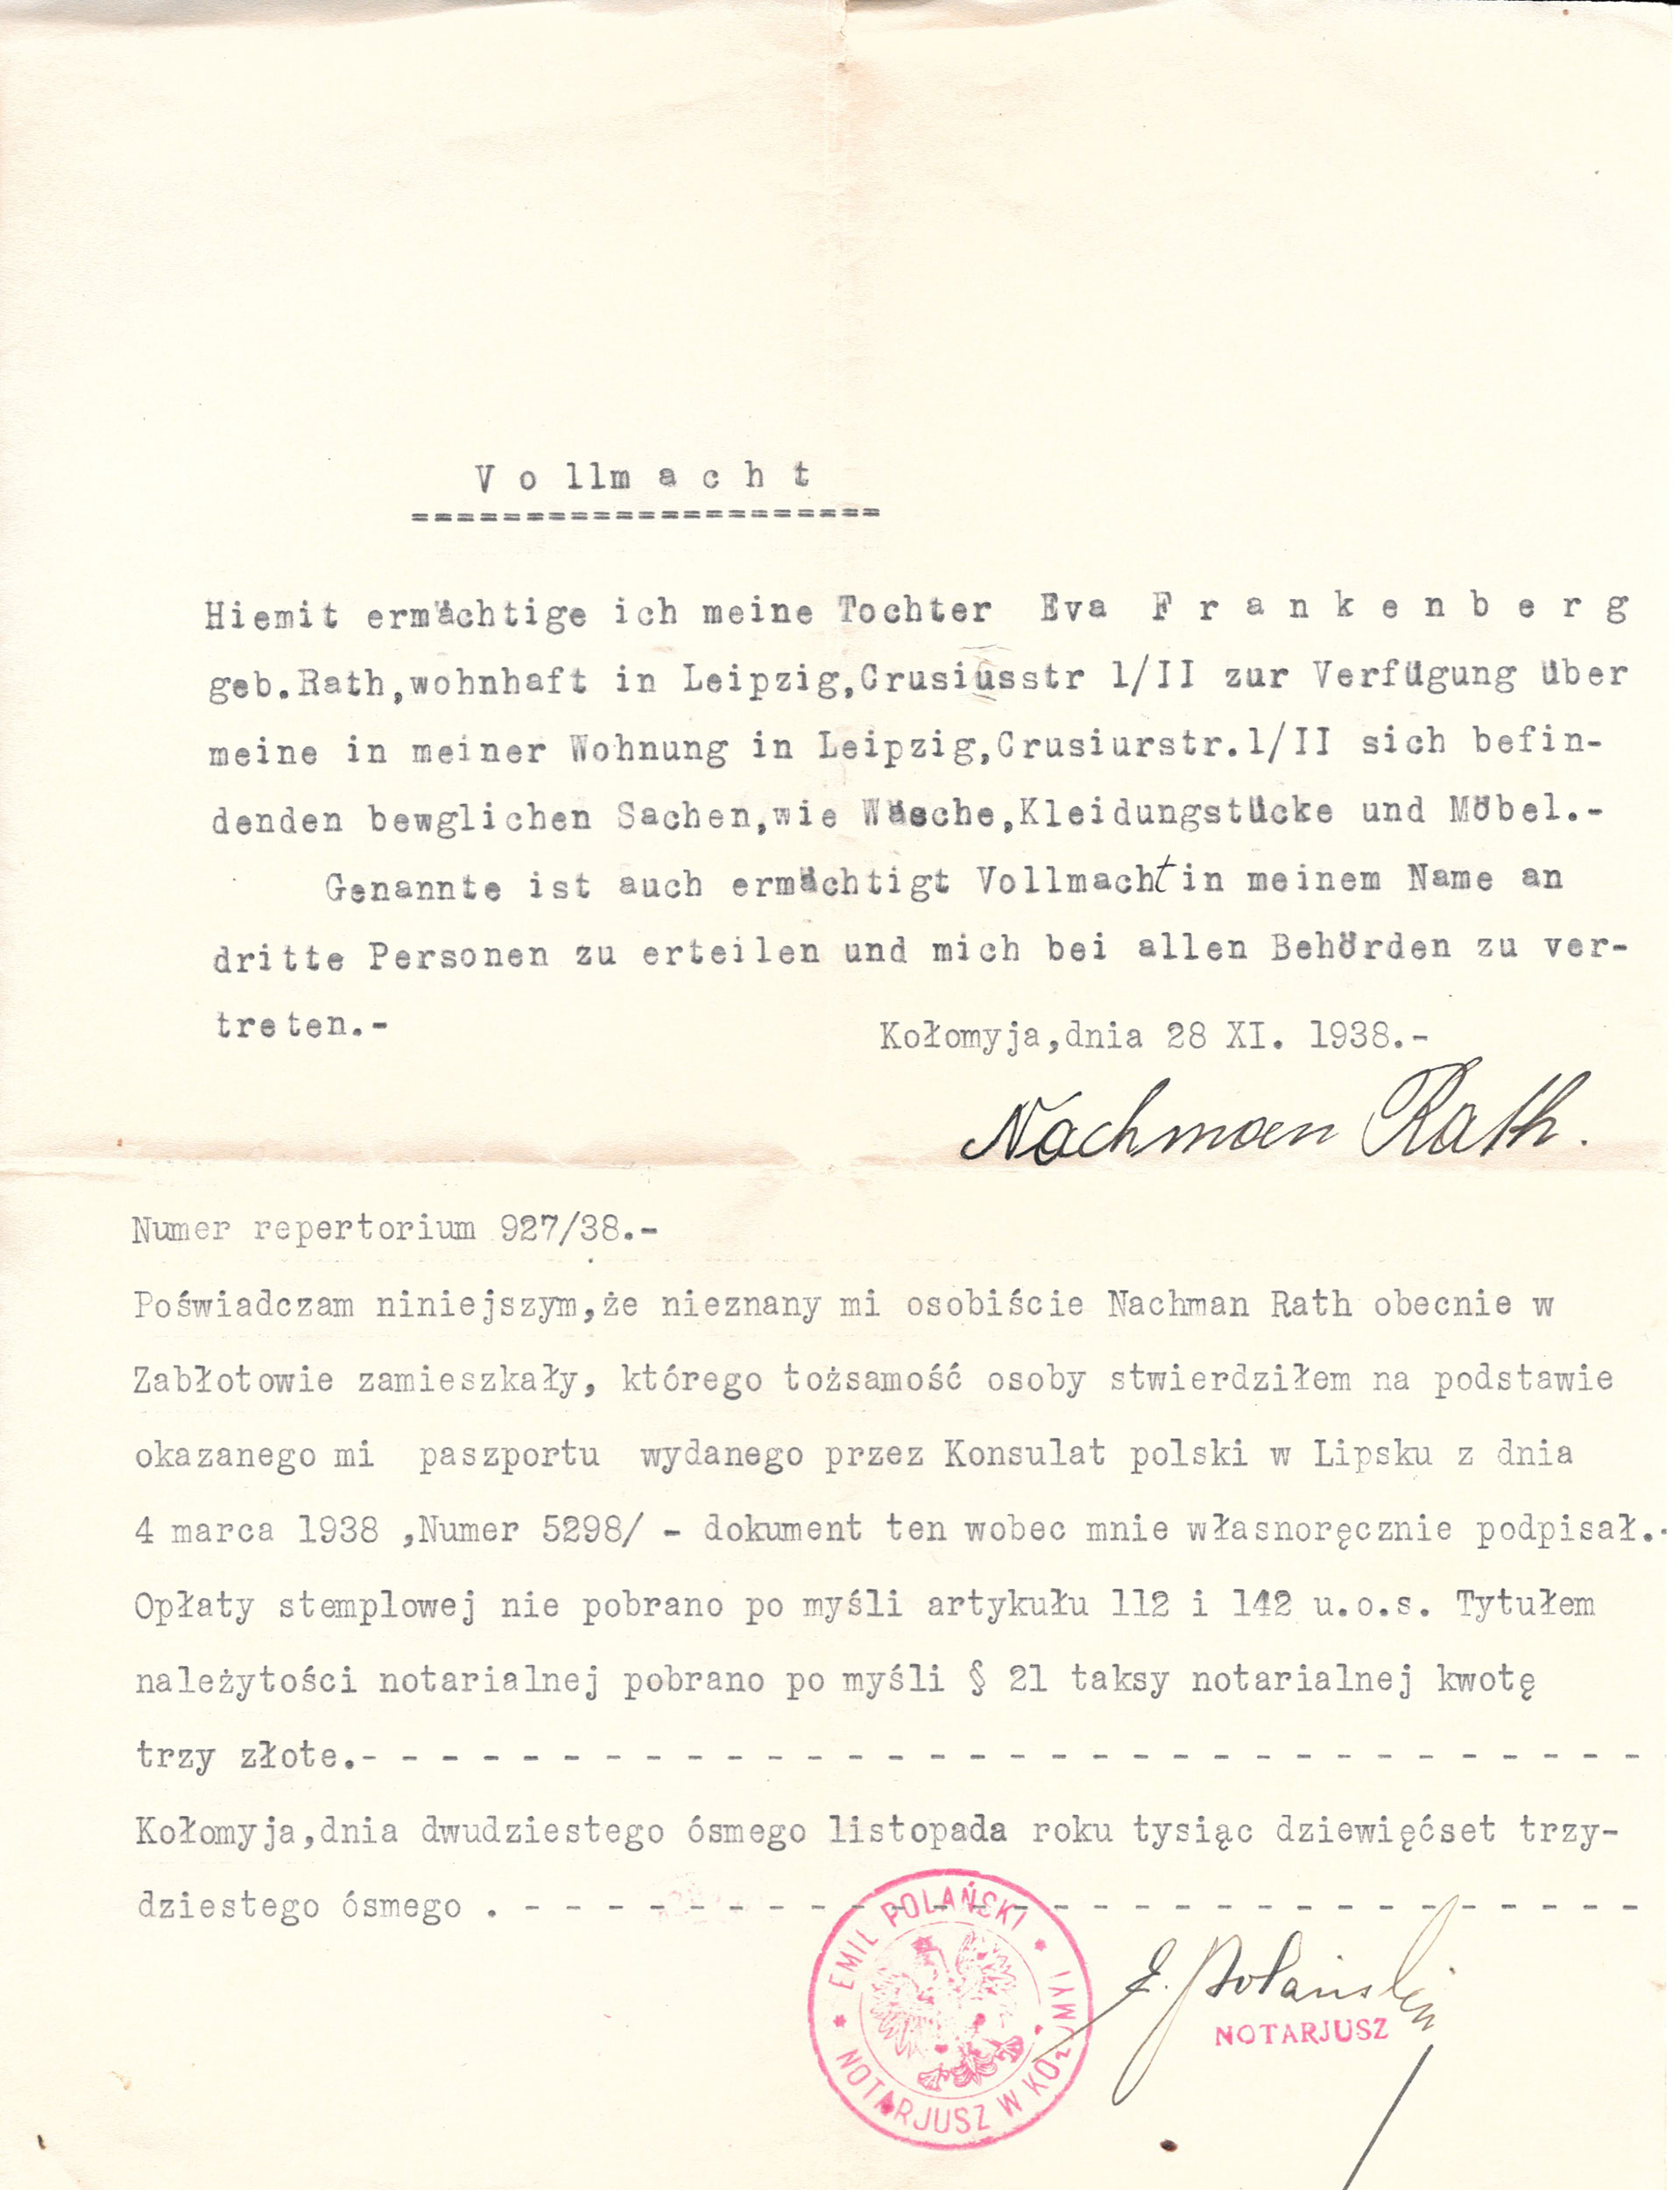 V o llm a c h t
=====================
Hiemit ermächtige ich meine Tochter Eva F r a n k e n b e r g
geb.Rath,wohnhaft in Leipzig,Crusiusstr 1/II zur Verfügung über
meine in meiner Wohnung in Leipzig,Crusiurstr.1/II sich befin-
denden bewglichen Sachen,wie Wäsche,Kleidungstücke und Möbel.-
Genannte ist auch ermächtigt Vollmacht in meinem Name an
dritte Personen zu erteilen und mich bei allen Behörden zu ver-
treten.-
Kołomyja,dnia 28 XI. 1938.-
Nachman Rath.
Numer repertorium 927/38.-
Poświadczam niniejszym,że nieznany mi osobiście Nachman Rath obecnie w
Zabłotowie zamieszkały, którego tożsamość osoby stwierdziłem na podstawie
okazanego mi paszportu wydanego przez Konsulat polski w Lipsku z dnia
4 marca 1938 ,Numer 5298/ - dokument ten wobec mnie własnoręcznie podpisał.-
Opłaty stemplowej nie pobrano po myśli artykułu 112 i 142 u.o.s. Tytułem
należytości notarialnej pobrano po myśli § 21 taksy notarialnej kwotę
trzy złote.- - - - - - - - - - - - - - - - - - - - - - - - - - - - - - - -
Kołomyja,dnia dwudziestego ósmego listopada roku tysiąc dziewięćset trzy-
dziestego ósmego . - - - - - - - - - - - - - - - - - - - - - - - - - - - -
EMIL POLAŃSKI * NOTARJUSZ W KOŁOMYI *
E. Polański
NOTARJUSZ